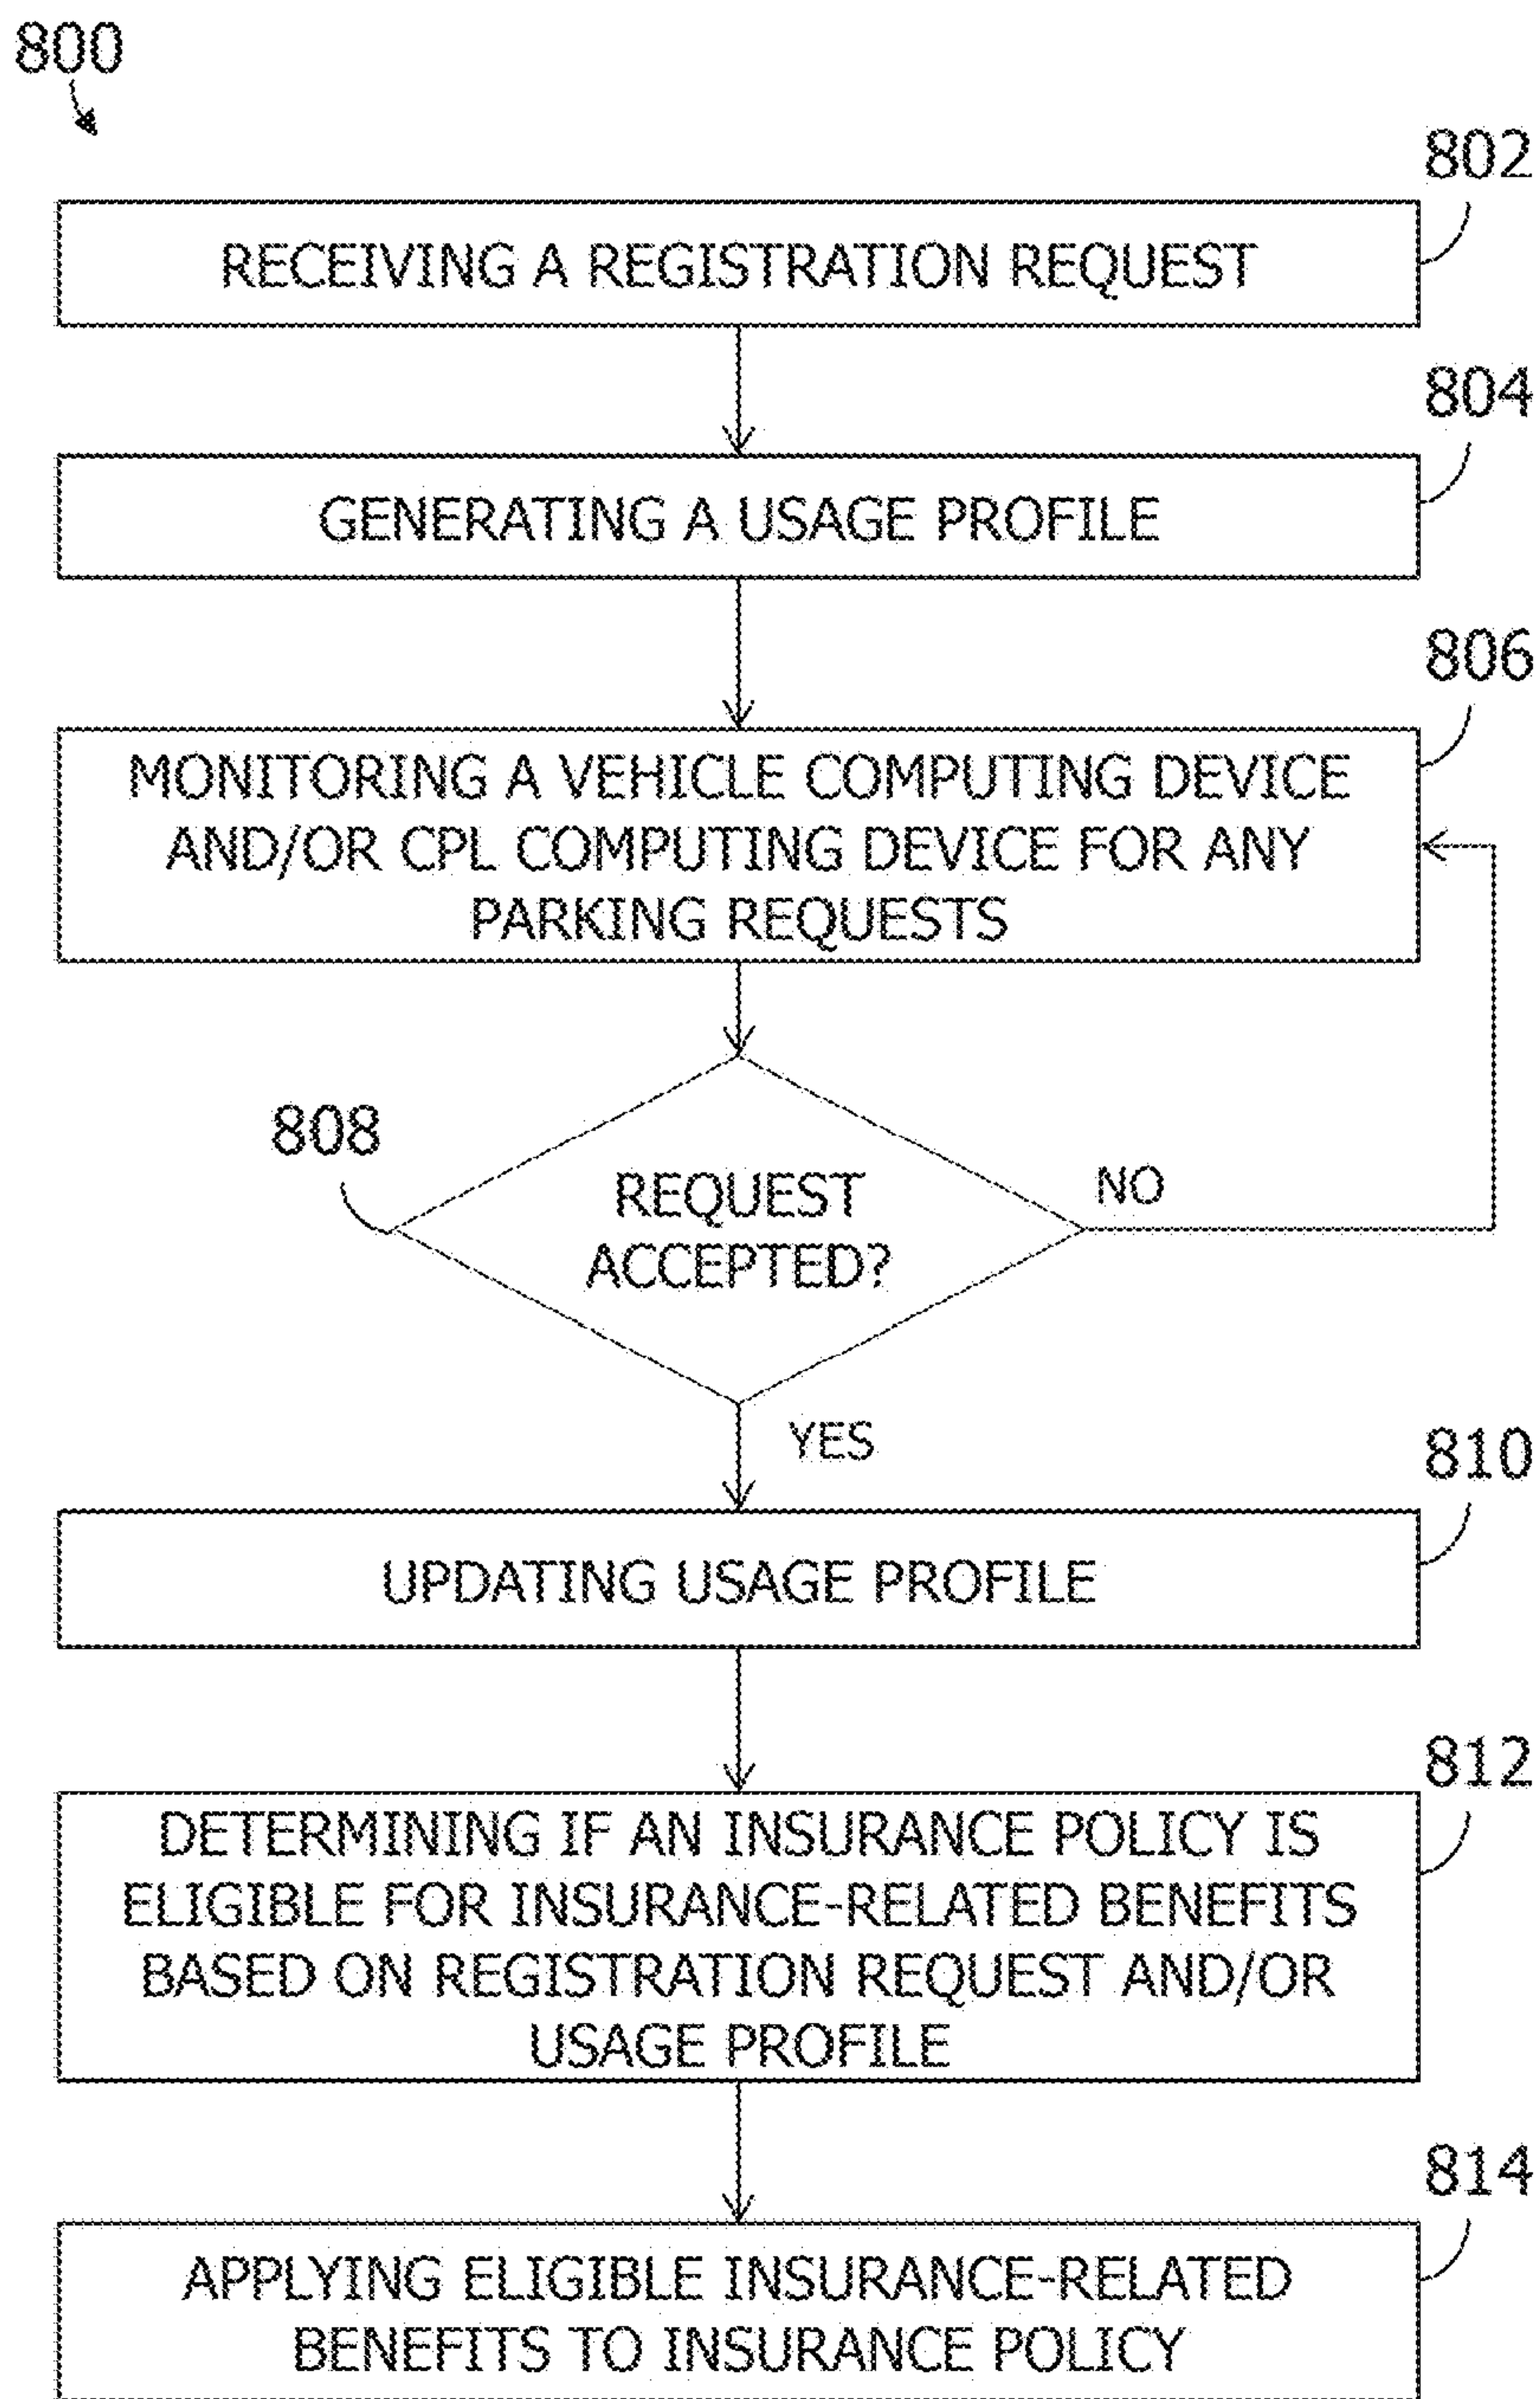 800
802
RECEIVING A REGISTRATION REQUEST
804
GENERATING A USAGE PROFILE
806
MONITORING A VEHICLE COMPUTING DEVICE
AND/OR CPL COMPUTING DEVICE FOR ANY
PARKING REQUESTS
808
REQUEST
ACCEPTED?
NO
YES
810
UPDATING USAGE PROFILE
812
DETERMINING IF AN INSURANCE POLICY IS
ELIGIBLE FOR INSURANCE-RELATED BENEFITS
BASED ON REGISTRATION REQUEST AND/OR
USAGE PROFILE
814
APPLYING ELIGIBLE INSURANCE-RELATED
BENEFITS TO INSURANCE POLICY